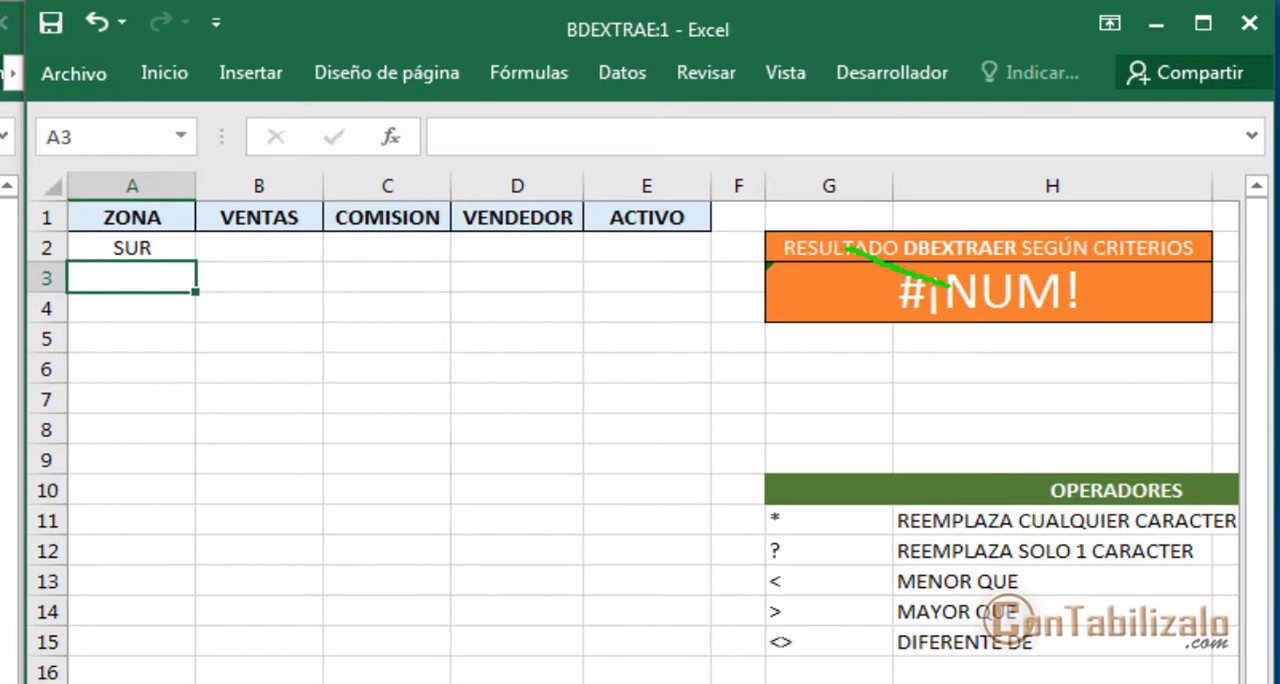 BDEXTRAE:1 - Excel
Archivo Inicio Insertar Diseño de página Fórmulas Datos Revisar Vista Desarrollador Indicar... Compartir
A3 fx
A B C D E F G H
1 ZONA VENTAS COMISION VENDEDOR ACTIVO
2 SUR RESULTADO DBEXTRAER SEGÚN CRITERIOS
3 #¡NUM!
4
5
6
7
8
9
10 OPERADORES
11 * REEMPLAZA CUALQUIER CARACTER
12 ? REEMPLAZA SOLO 1 CARACTER
13 < MENOR QUE
14 > MAYOR QUE
15 <> DIFERENTE DE
16
ConTabilizalo
.com